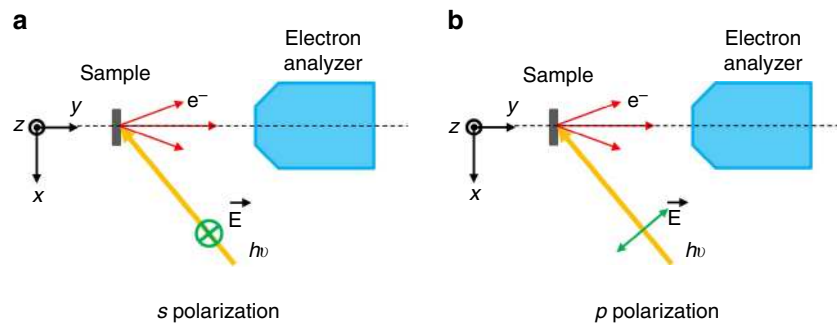 a
Electron
analyzer
Sample
e−
z
y
x
E
hυ
s polarization
b
Electron
analyzer
Sample
e−
z
y
x
E
hυ
p polarization